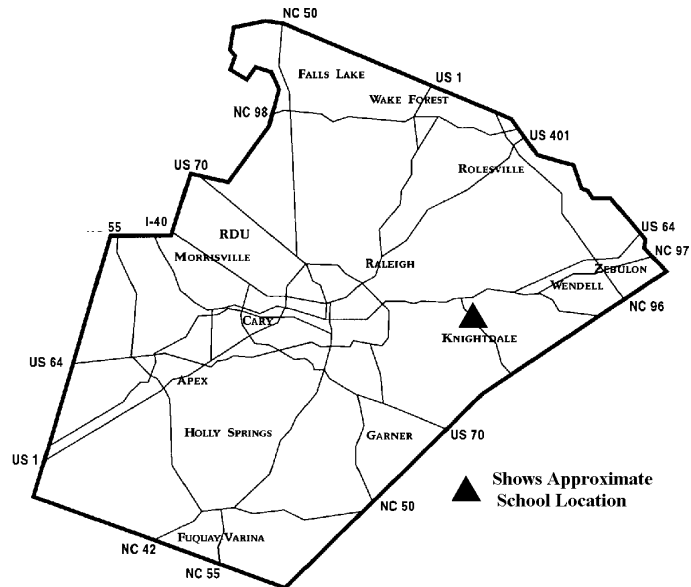 NC 50
FALLS LAKE
US 1
WAKE FOREST
NC 98
US 401
US 70
ROLESVILLE
55
I-40
RDU
MORRISVILLE
RALEIGH
US 64
NC 97
ZEBULON
WENDELL
NC 96
CARY
KNIGHTDALE
US 64
APEX
HOLLY SPRINGS
GARNER
US 70
US 1
Shows Approximate
School Location
NC 50
FUQUAY VARINA
NC 42
NC 55